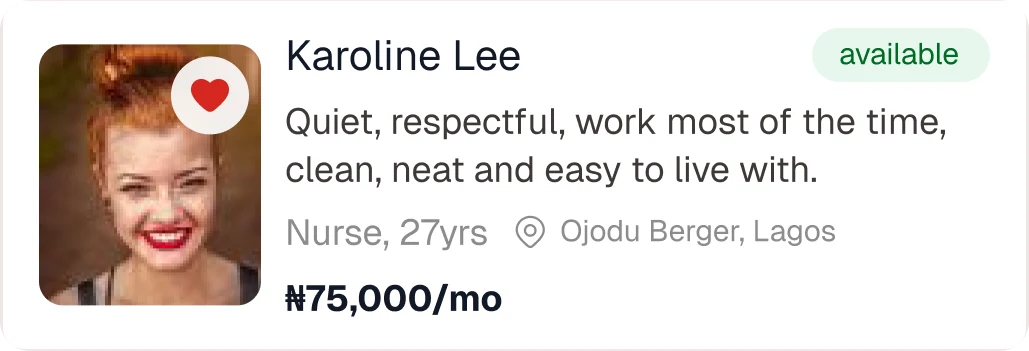 Karoline Lee
available
Quiet, respectful, work most of the time,
clean, neat and easy to live with.
Nurse, 27yrs
Ojodu Berger, Lagos
₦75,000/mo